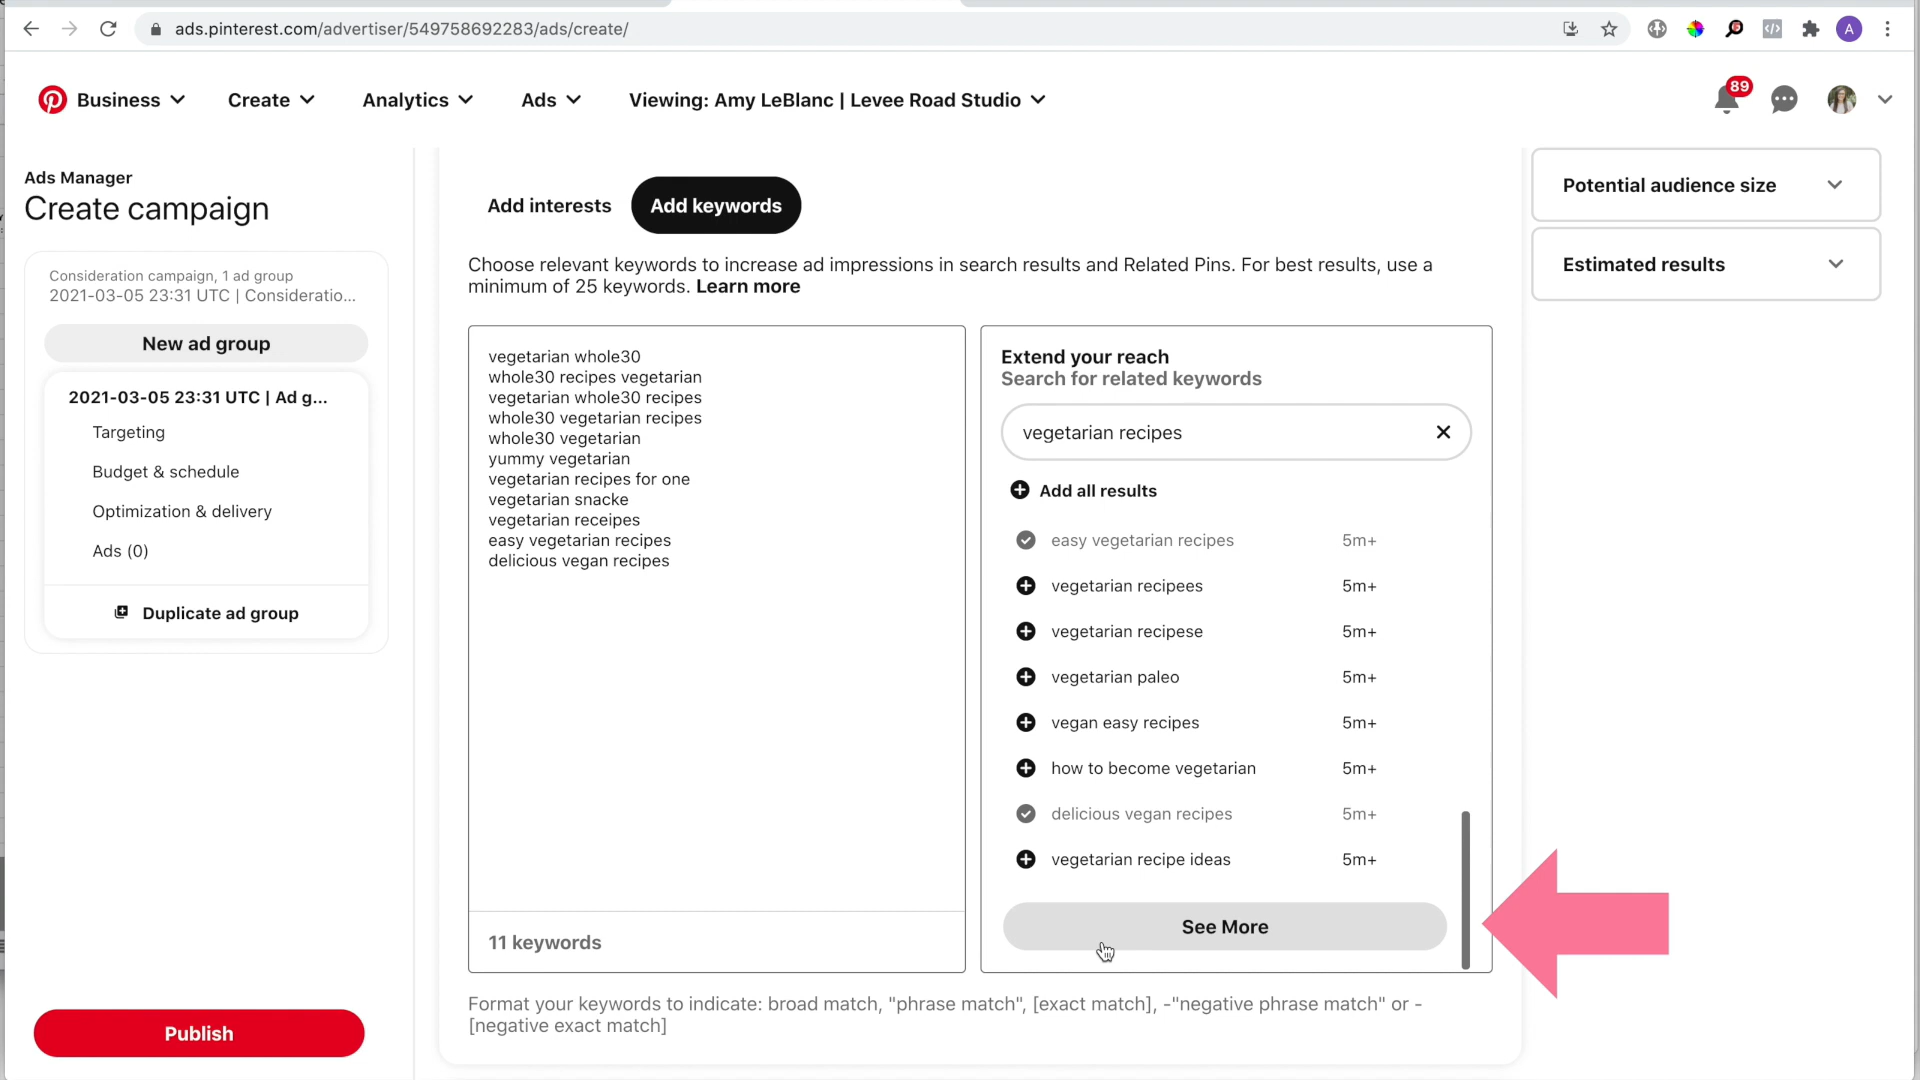 ads.pinterest.com/advertiser/549758692283/ads/create/
A
Business
Create
Analytics
Ads
Viewing: Amy LeBlanc | Levee Road Studio
89
Ads Manager
Create campaign
Consideration campaign, 1 ad group
2021-03-05 23:31 UTC | Consideratio...
New ad group
2021-03-05 23:31 UTC | Ad g...
Targeting
Budget & schedule
Optimization & delivery
Ads (0)
Duplicate ad group
Publish
Add interests
Add keywords
Choose relevant keywords to increase ad impressions in search results and Related Pins. For best results, use a
minimum of 25 keywords. Learn more
vegetarian whole30
whole30 recipes vegetarian
vegetarian whole30 recipes
whole30 vegetarian recipes
whole30 vegetarian
yummy vegetarian
vegetarian recipes for one
vegetarian snacke
vegetarian receipes
easy vegetarian recipes
delicious vegan recipes
11 keywords
Extend your reach
Search for related keywords
vegetarian recipes
Add all results
easy vegetarian recipes 5m+
vegetarian recipees 5m+
vegetarian recipese 5m+
vegetarian paleo 5m+
vegan easy recipes 5m+
how to become vegetarian 5m+
delicious vegan recipes 5m+
vegetarian recipe ideas 5m+
See More
Format your keywords to indicate: broad match, "phrase match", [exact match], -"negative phrase match" or -
[negative exact match]
Potential audience size
Estimated results